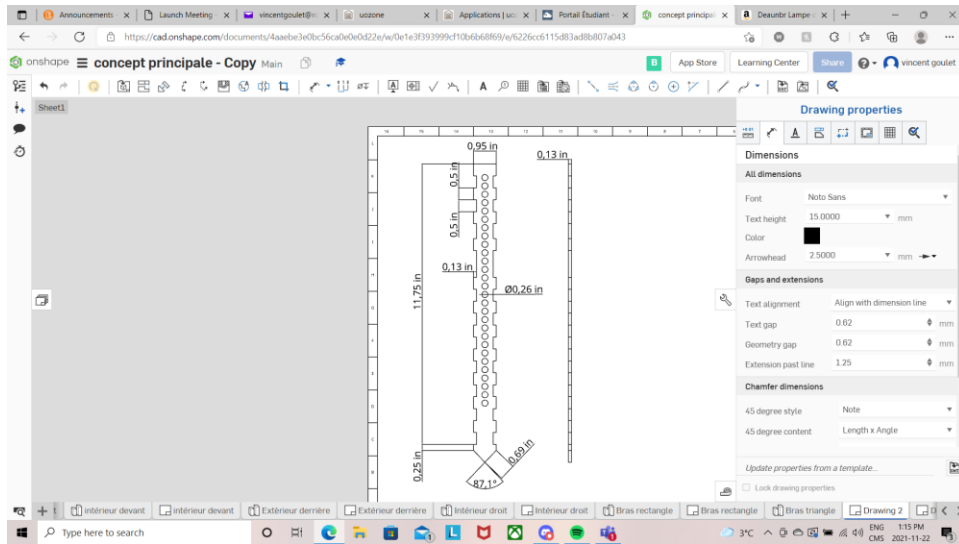 Announcements -
Launch Meeting -
vincentgoulet@
uozone
Applications | uo
Portail Étudiant -
concept principale
Deaunbr Lampe
https://cad.onshape.com/documents/4aaebe3e0bc56ca0e0e0d22e/w/0e1e3f393999cf10b6b68f69/e/6226cc6115d83ad8b807a043
onshape
concept principale - Copy Main
App Store
Learning Center
Share
vincent goulet
Sheet1
Drawing properties
Dimensions
All dimensions
Font
Noto Sans
Text height
15.0000
mm
Color
Arrowhead
2.5000
mm
Gaps and extensions
Text alignment
Align with dimension line
Text gap
0.62
mm
Geometry gap
0.62
mm
Extension past line
1.25
mm
Chamfer dimensions
45 degree style
Note
45 degree content
Length x Angle
Update properties from a template...
Lock drawing properties
0,95 in
0,13 in
0,5 in
0,5 in
0,13 in
11,75 in
Ø0,26 in
0,25 in
0,69 in
87,1°
intérieur devant
intérieur devant
Extérieur derrière
Extérieur derrière
Intérieur droit
Intérieur droit
Bras rectangle
Bras rectangle
Bras triangle
Drawing 2
Type here to search
3°C
ENG
CMS
1:15 PM
2021-11-22